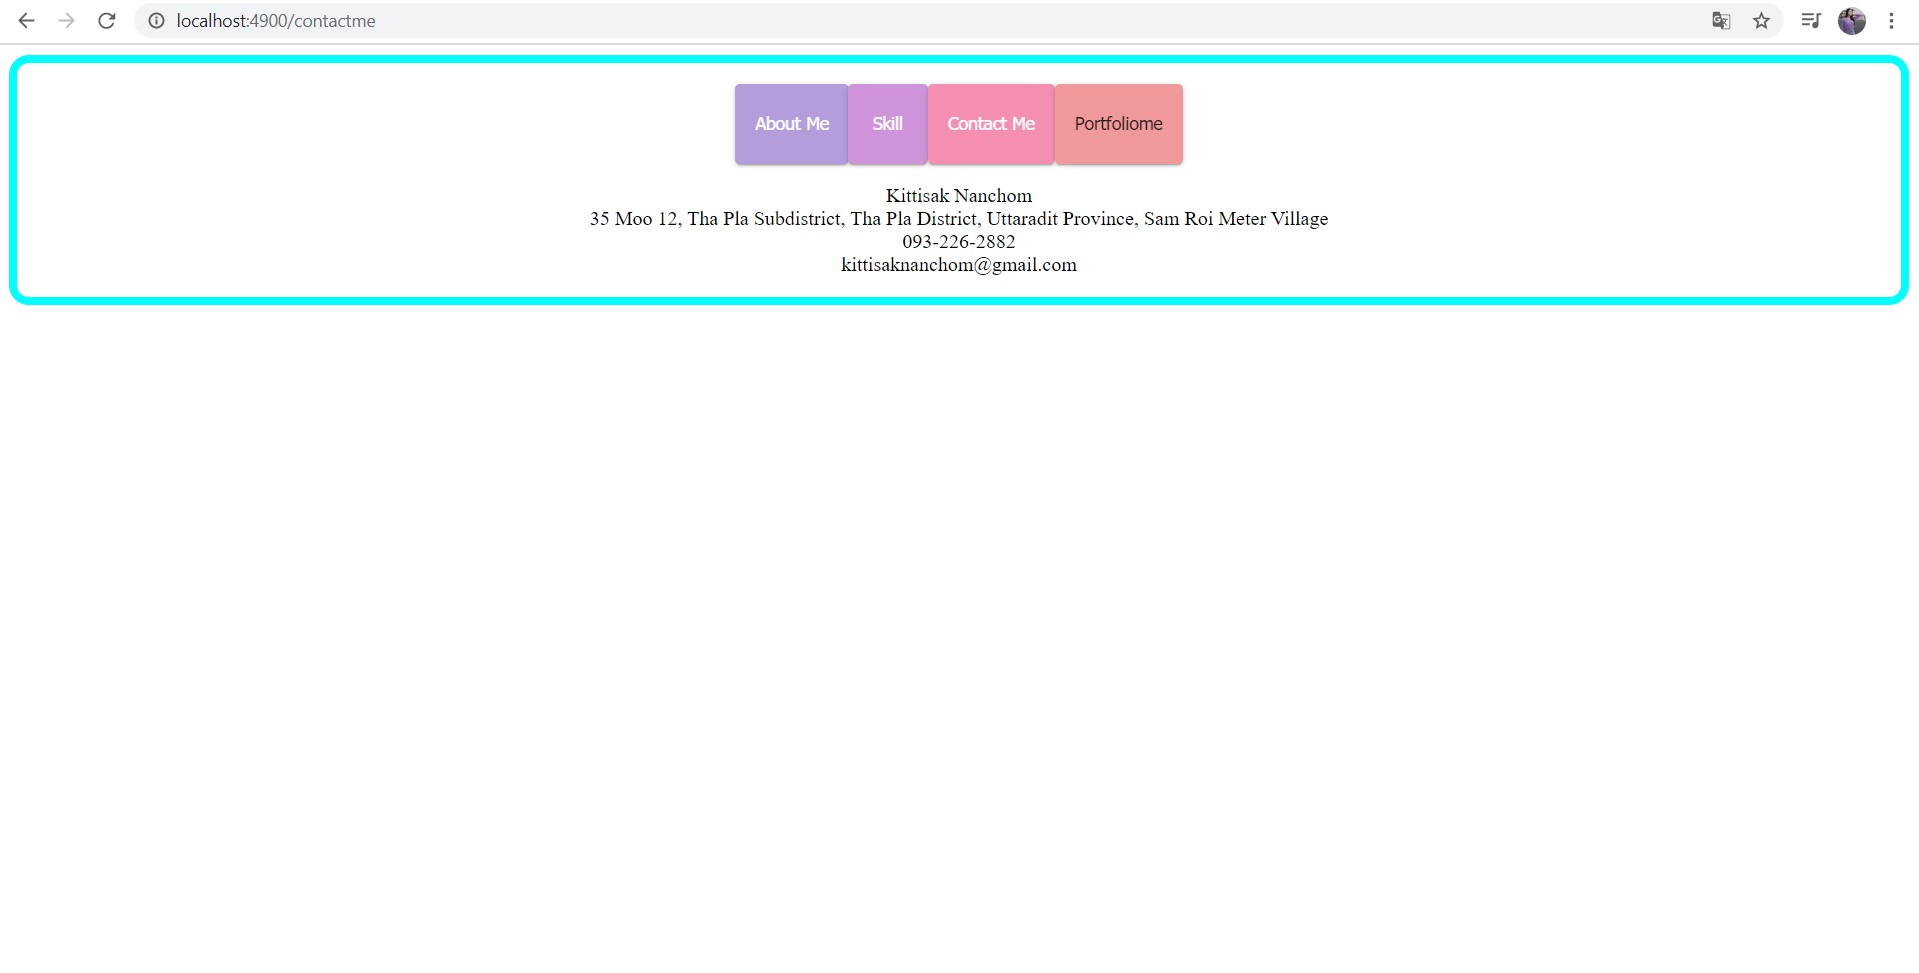 localhost:4900/contactme
About Me Skill Contact Me Portfoliome
Kittisak Nanchom
35 Moo 12, Tha Pla Subdistrict, Tha Pla District, Uttaradit Province, Sam Roi Meter Village
093-226-2882
kittisaknanchom@gmail.com